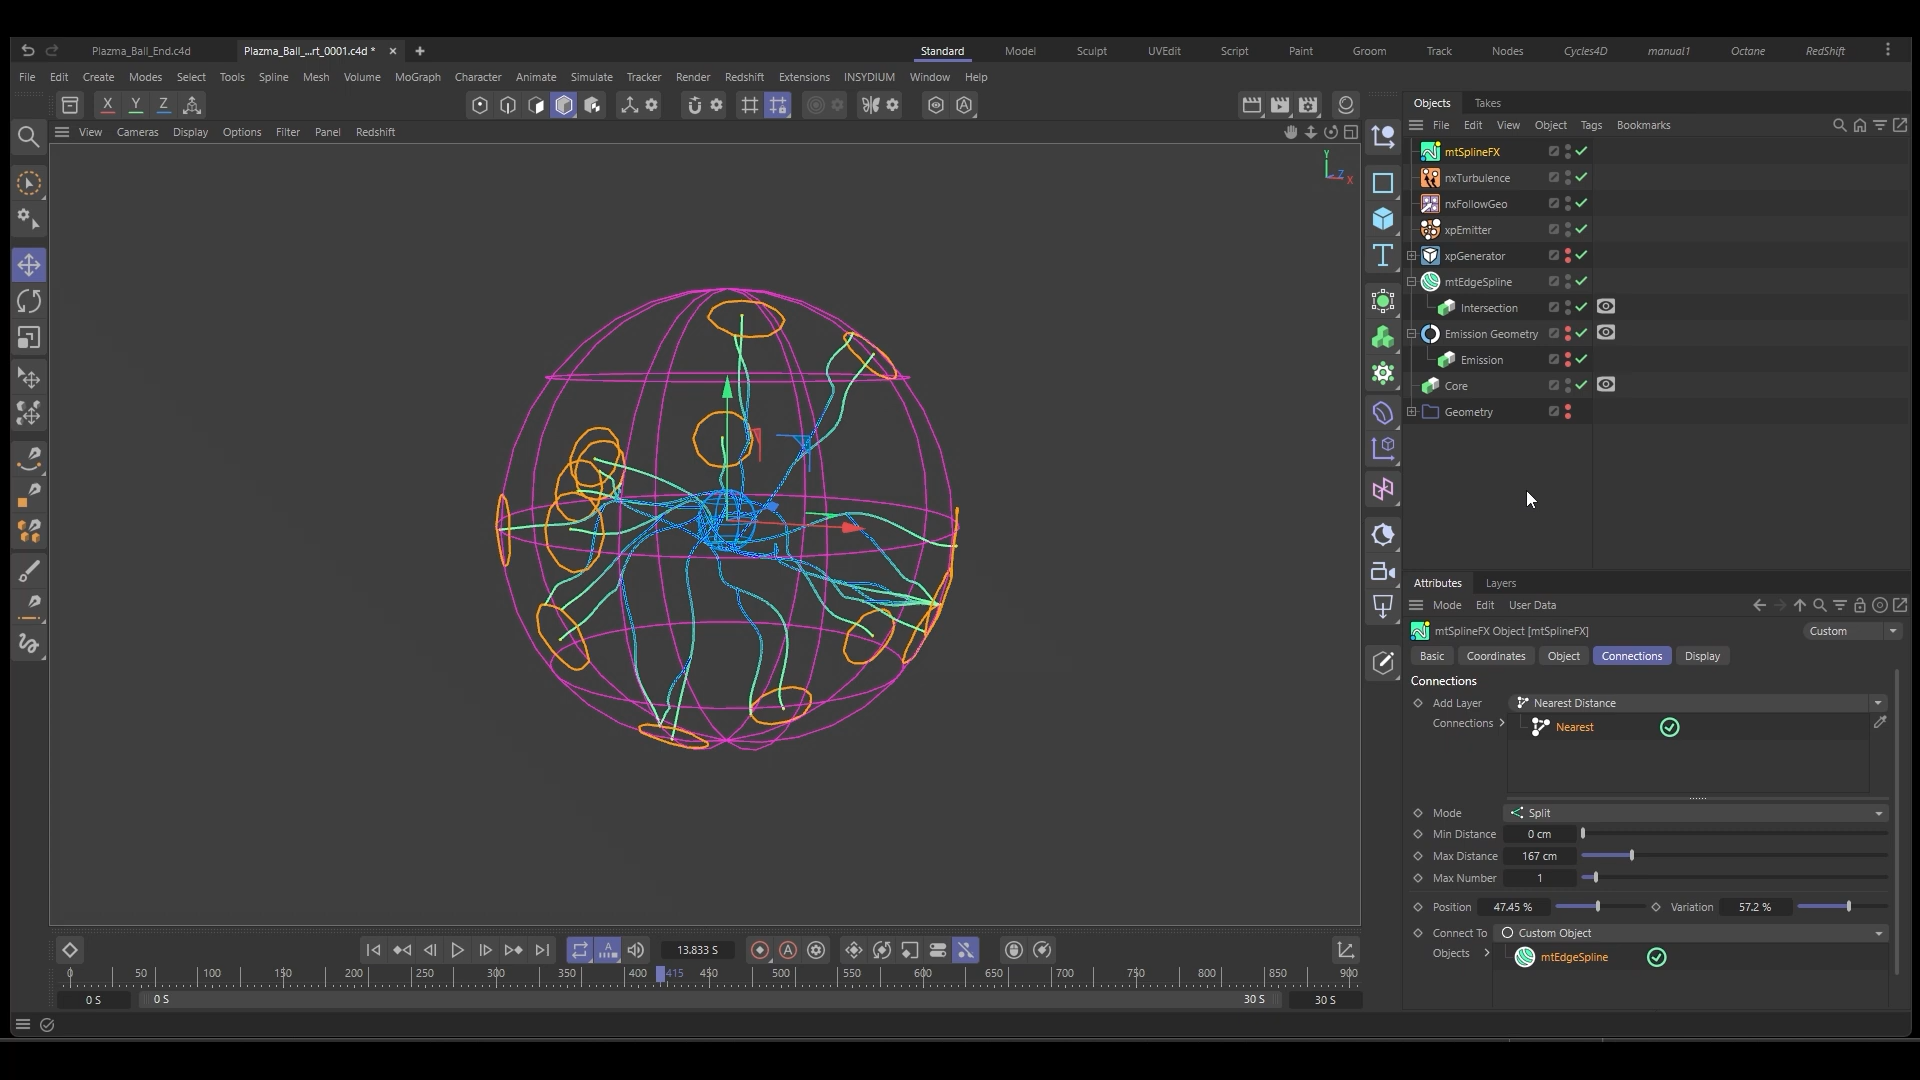 Plazma_Ball_End.c4d Plazma_Ball_...rt_0001.c4d * Standard Model Sculpt UVEdit Script Paint Groom Track Nodes Cycles4D manual1 Octane RedShift
File Edit Create Modes Select Tools Spline Mesh Volume MoGraph Character Animate Simulate Tracker Render Redshift Extensions INSYDIUM Window Help
X Y Z
Objects Takes
View Cameras Display Options Filter Panel Redshift
File Edit View Object Tags Bookmarks
Y Z X
mtSplineFX
nxTurbulence
nxFollowGeo
xpEmitter
xpGenerator
mtEdgeSpline
Intersection
Emission Geometry
Emission
Core
Geometry
Attributes Layers
Mode Edit User Data
mtSplineFX Object [mtSplineFX] Custom
Basic Coordinates Object Connections Display
Connections
Add Layer Nearest Distance
Connections Nearest
Mode Split
Min Distance 0 cm
Max Distance 167 cm
Max Number 1
Position 47.45 % Variation 57.2 %
Connect To Custom Object
Objects mtEdgeSpline
A 13.833 S A
0 50 100 150 200 250 300 350 400 415 450 500 550 600 650 700 750 800 850 900
0 S 0 S 30 S 30 S